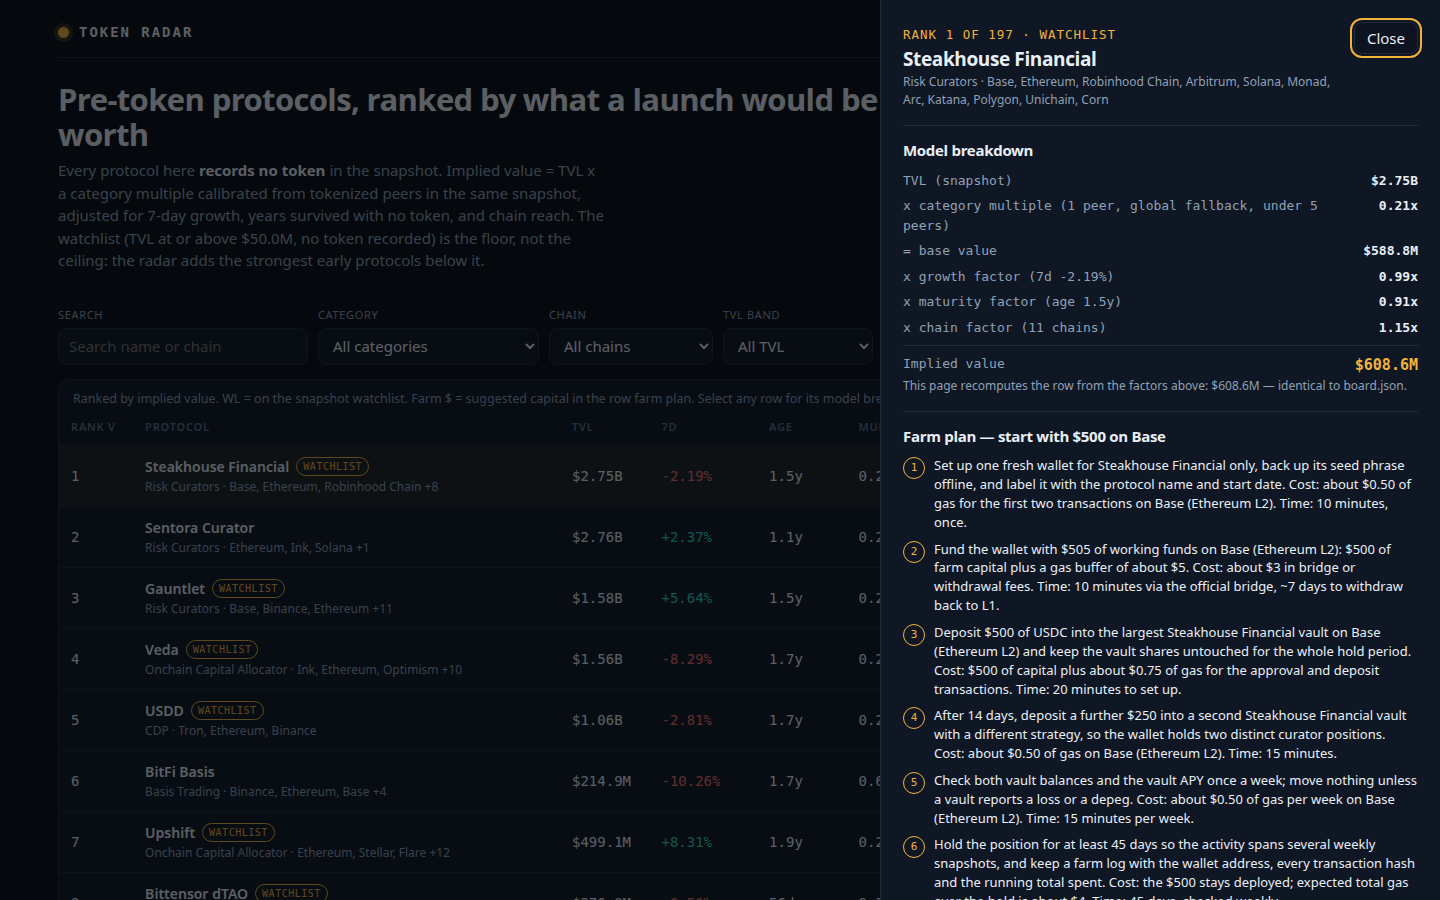 TOKEN RADAR
Pre-token protocols, ranked by what a launch would be
worth
Every protocol here records no token in the snapshot. Implied value = TVL x
a category multiple calibrated from tokenized peers in the same snapshot,
adjusted for 7-day growth, years survived with no token, and chain reach. The
watchlist (TVL at or above $50.0M, no token recorded) is the floor, not the
ceiling: the radar adds the strongest early protocols below it.
SEARCH CATEGORY CHAIN TVL BAND
Search name or chain All categories All chains All TVL
Ranked by implied value. WL = on the snapshot watchlist. Farm $ = suggested capital in the row farm plan. Select any row for its model bre
RANK V PROTOCOL TVL 7D AGE MU
1 Steakhouse Financial WATCHLIST $2.75B -2.19% 1.5y 0.2
Risk Curators · Base, Ethereum, Robinhood Chain +8
2 Sentora Curator $2.76B +2.37% 1.1y 0.2
Risk Curators · Ethereum, Ink, Solana +1
3 Gauntlet WATCHLIST $1.58B +5.64% 1.5y 0.2
Risk Curators · Base, Binance, Ethereum +11
4 Veda WATCHLIST $1.56B -8.29% 1.7y 0.2
Onchain Capital Allocator · Ink, Ethereum, Optimism +10
5 USDD WATCHLIST $1.06B -2.81% 1.7y 0.2
CDP · Tron, Ethereum, Binance
6 BitFi Basis $214.9M -10.26% 1.7y 0.6
Basis Trading · Binance, Ethereum, Base +4
7 Upshift WATCHLIST $499.1M +8.31% 1.9y 0.2
Onchain Capital Allocator · Ethereum, Stellar, Flare +12
Bittensor dTAO WATCHLIST
RANK 1 OF 197 · WATCHLIST
Close
Steakhouse Financial
Risk Curators · Base, Ethereum, Robinhood Chain, Arbitrum, Solana, Monad,
Arc, Katana, Polygon, Unichain, Corn
Model breakdown
TVL (snapshot) $2.75B
x category multiple (1 peer, global fallback, under 5 0.21x
peers)
= base value $588.8M
x growth factor (7d -2.19%) 0.99x
x maturity factor (age 1.5y) 0.91x
x chain factor (11 chains) 1.15x
Implied value $608.6M
This page recomputes the row from the factors above: $608.6M — identical to board.json.
Farm plan — start with $500 on Base
1 Set up one fresh wallet for Steakhouse Financial only, back up its seed phrase
offline, and label it with the protocol name and start date. Cost: about $0.50 of
gas for the first two transactions on Base (Ethereum L2). Time: 10 minutes,
once.
2 Fund the wallet with $505 of working funds on Base (Ethereum L2): $500 of
farm capital plus a gas buffer of about $5. Cost: about $3 in bridge or
withdrawal fees. Time: 10 minutes via the official bridge, ~7 days to withdraw
back to L1.
3 Deposit $500 of USDC into the largest Steakhouse Financial vault on Base
(Ethereum L2) and keep the vault shares untouched for the whole hold period.
Cost: $500 of capital plus about $0.75 of gas for the approval and deposit
transactions. Time: 20 minutes to set up.
4 After 14 days, deposit a further $250 into a second Steakhouse Financial vault
with a different strategy, so the wallet holds two distinct curator positions.
Cost: about $0.50 of gas on Base (Ethereum L2). Time: 15 minutes.
5 Check both vault balances and the vault APY once a week; move nothing unless
a vault reports a loss or a depeg. Cost: about $0.50 of gas per week on Base
(Ethereum L2). Time: 15 minutes per week.
6 Hold the position for at least 45 days so the activity spans several weekly
snapshots, and keep a farm log with the wallet address, every transaction hash
and the running total spent. Cost: the $500 stays deployed; expected total gas